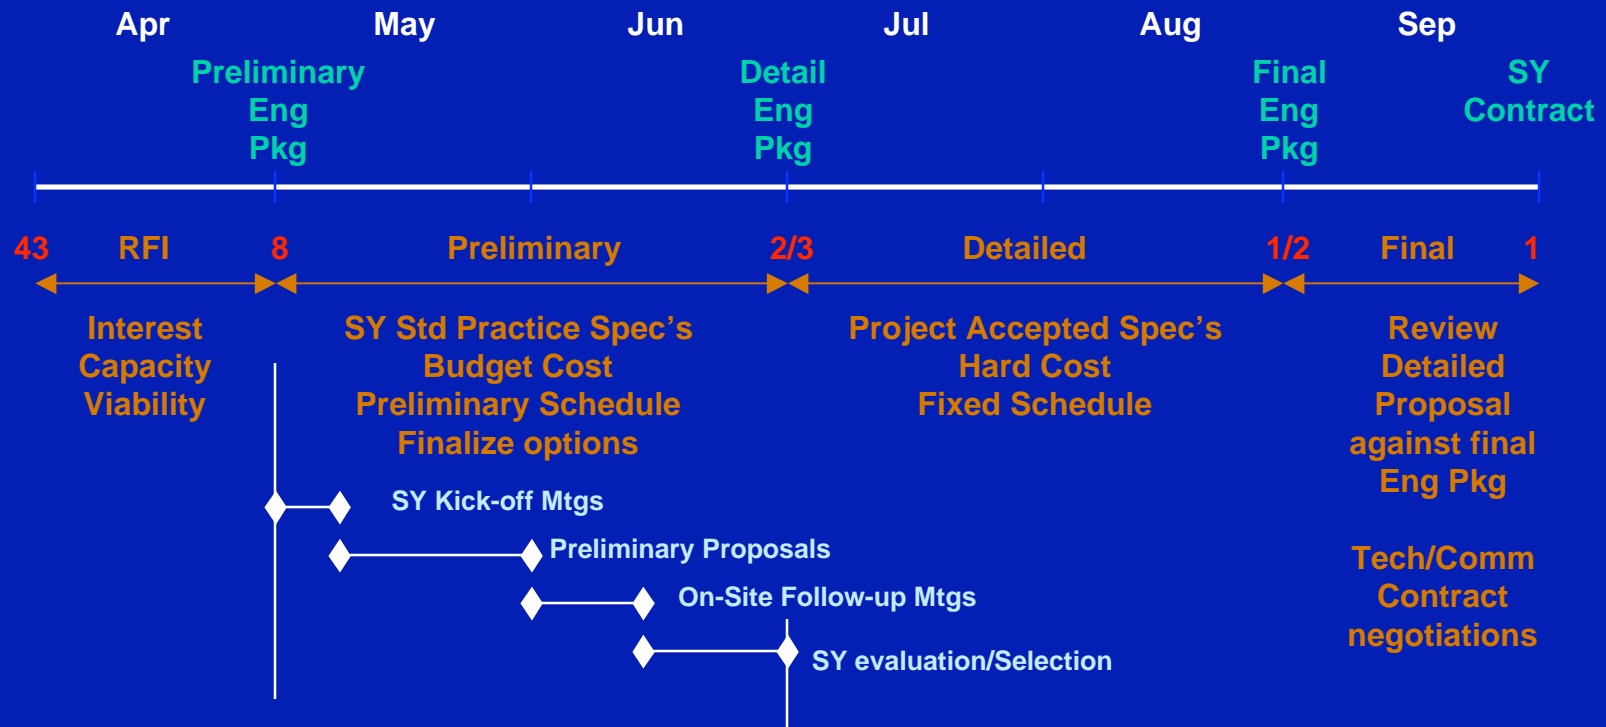 Apr May Jun Jul Aug Sep
Preliminary
Eng
Pkg
Detail
Eng
Pkg
Final
Eng
Pkg
SY
Contract
43 RFI 8 Preliminary 2/3 Detailed 1/2 Final 1
Interest
Capacity
Viability
SY Std Practice Spec’s
Budget Cost
Preliminary Schedule
Finalize options
Project Accepted Spec’s
Hard Cost
Fixed Schedule
Review
Detailed
Proposal
against final
Eng Pkg
Tech/Comm
Contract
negotiations
SY Kick-off Mtgs
Preliminary Proposals
On-Site Follow-up Mtgs
SY evaluation/Selection